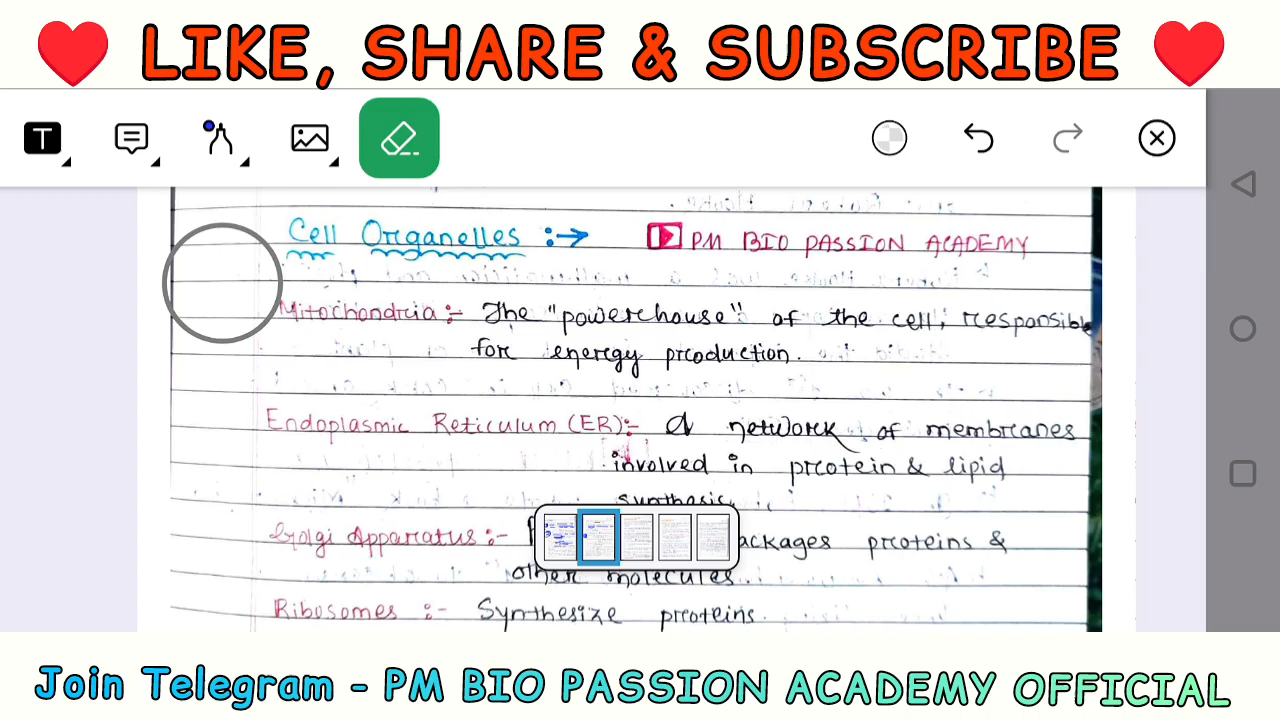 LIKE, SHARE & SUBSCRIBE
T
Cell Organelles :→ PM BIO PASSION ACADEMY
Mitochondria :- The "powerhouse" of the cell, responsible
for energy production.
Endoplasmic Reticulum (ER):- A network of membranes
involved in protein & lipid
synthesis.
Golgi Apparatus :- ackages proteins &
other molecules.
Ribosomes :- Synthesize proteins.
Join Telegram - PM BIO PASSION ACADEMY OFFICIAL